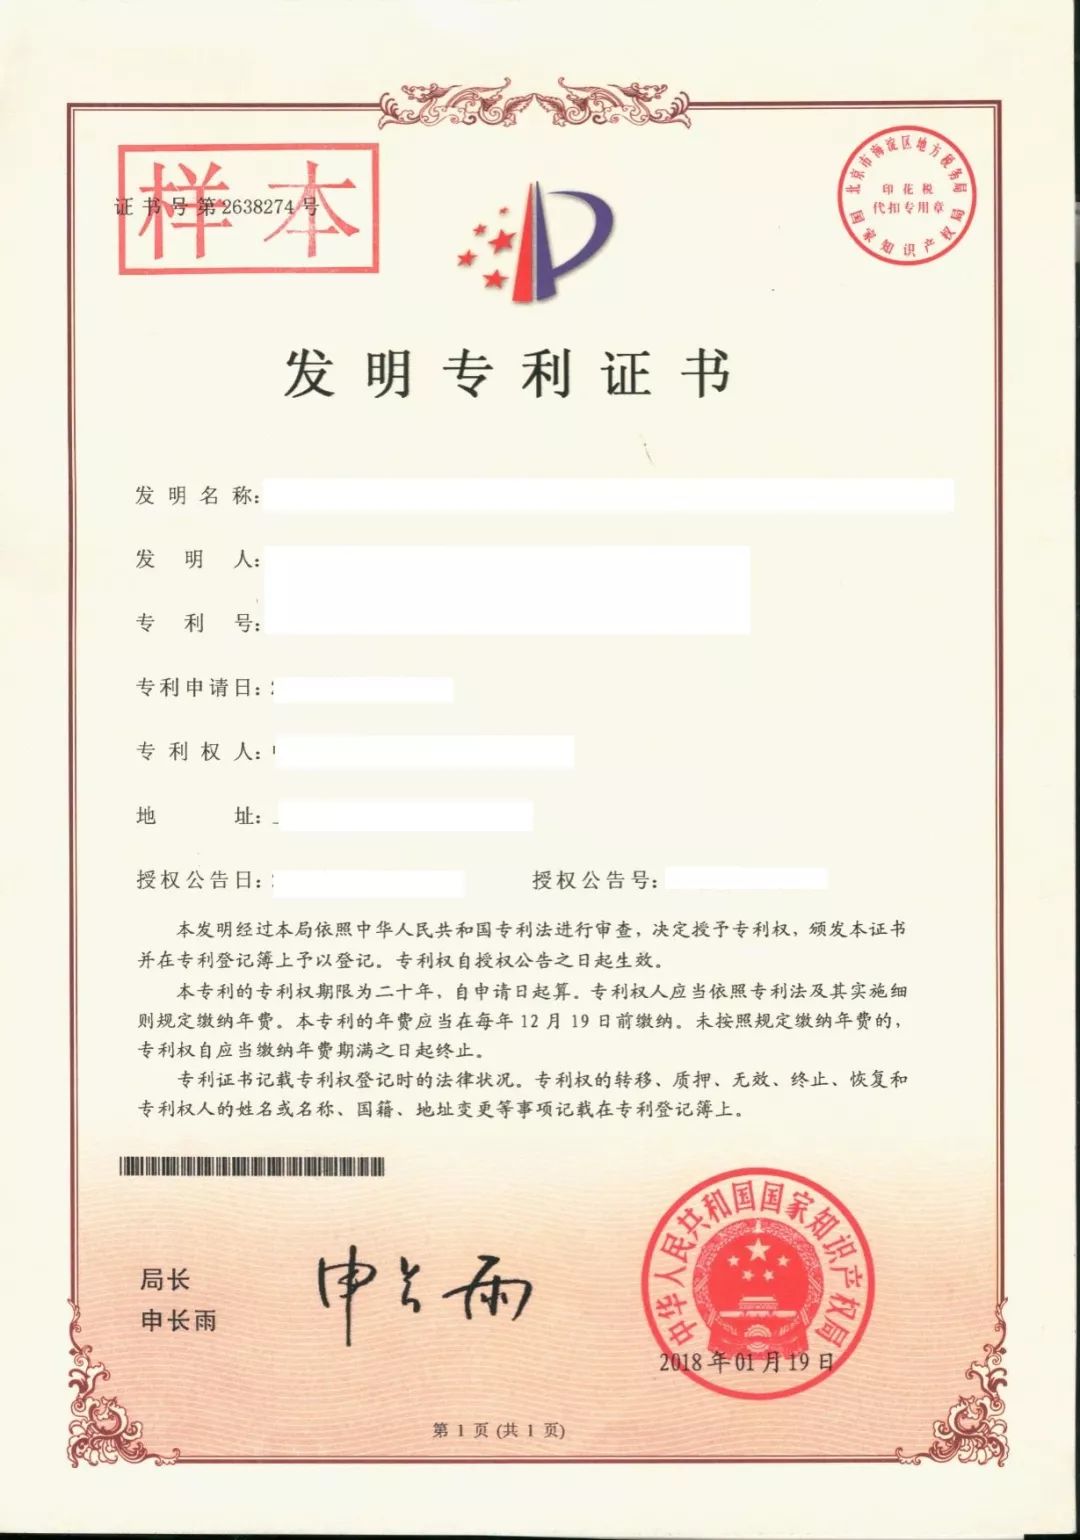 样本
证书号第2638274号
北京市海淀区地方税务局
印花税
代扣专用章
国家知识产权局
发明专利证书
发明名称:
发明人:
专利号:
专利申请日:
专利权人:
地址:
授权公告日: 授权公告号:
本发明经过本局依照中华人民共和国专利法进行审查，决定授予专利权，颁发本证书
并在专利登记簿上予以登记。专利权自授权公告之日起生效。
本专利的专利权期限为二十年，自申请日起算。专利权人应当依照专利法及其实施细
则规定缴纳年费。本专利的年费应当在每年12月19日前缴纳。未按照规定缴纳年费的，
专利权自应当缴纳年费期满之日起终止。
专利证书记载专利权登记时的法律状况。专利权的转移、质押、无效、终止、恢复和
专利权人的姓名或名称、国籍、地址变更等事项记载在专利登记簿上。
局长
申长雨
申长雨
中华人民共和国国家知识产权局
2018年01月19日
第1页(共1页)